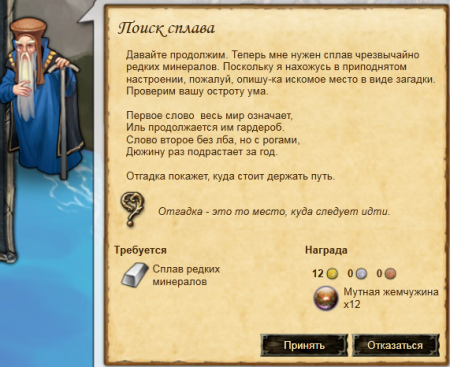 Поиск сплава
Давайте продолжим. Теперь мне нужен сплав чрезвычайно
редких минералов. Поскольку я нахожусь в приподнятом
настроении, пожалуй, опишу-ка искомое место в виде загадки.
Проверим вашу остроту ума.
Первое слово весь мир означает,
Иль продолжается им гардероб.
Слово второе без лба, но с рогами,
Дюжину раз подрастает за год.
Отгадка покажет, куда стоит держать путь.
Отгадка - это то место, куда следует идти.
Требуется
Сплав редких
минералов
Награда
12 0 0
Мутная жемчужина
x12
Принять Отказаться